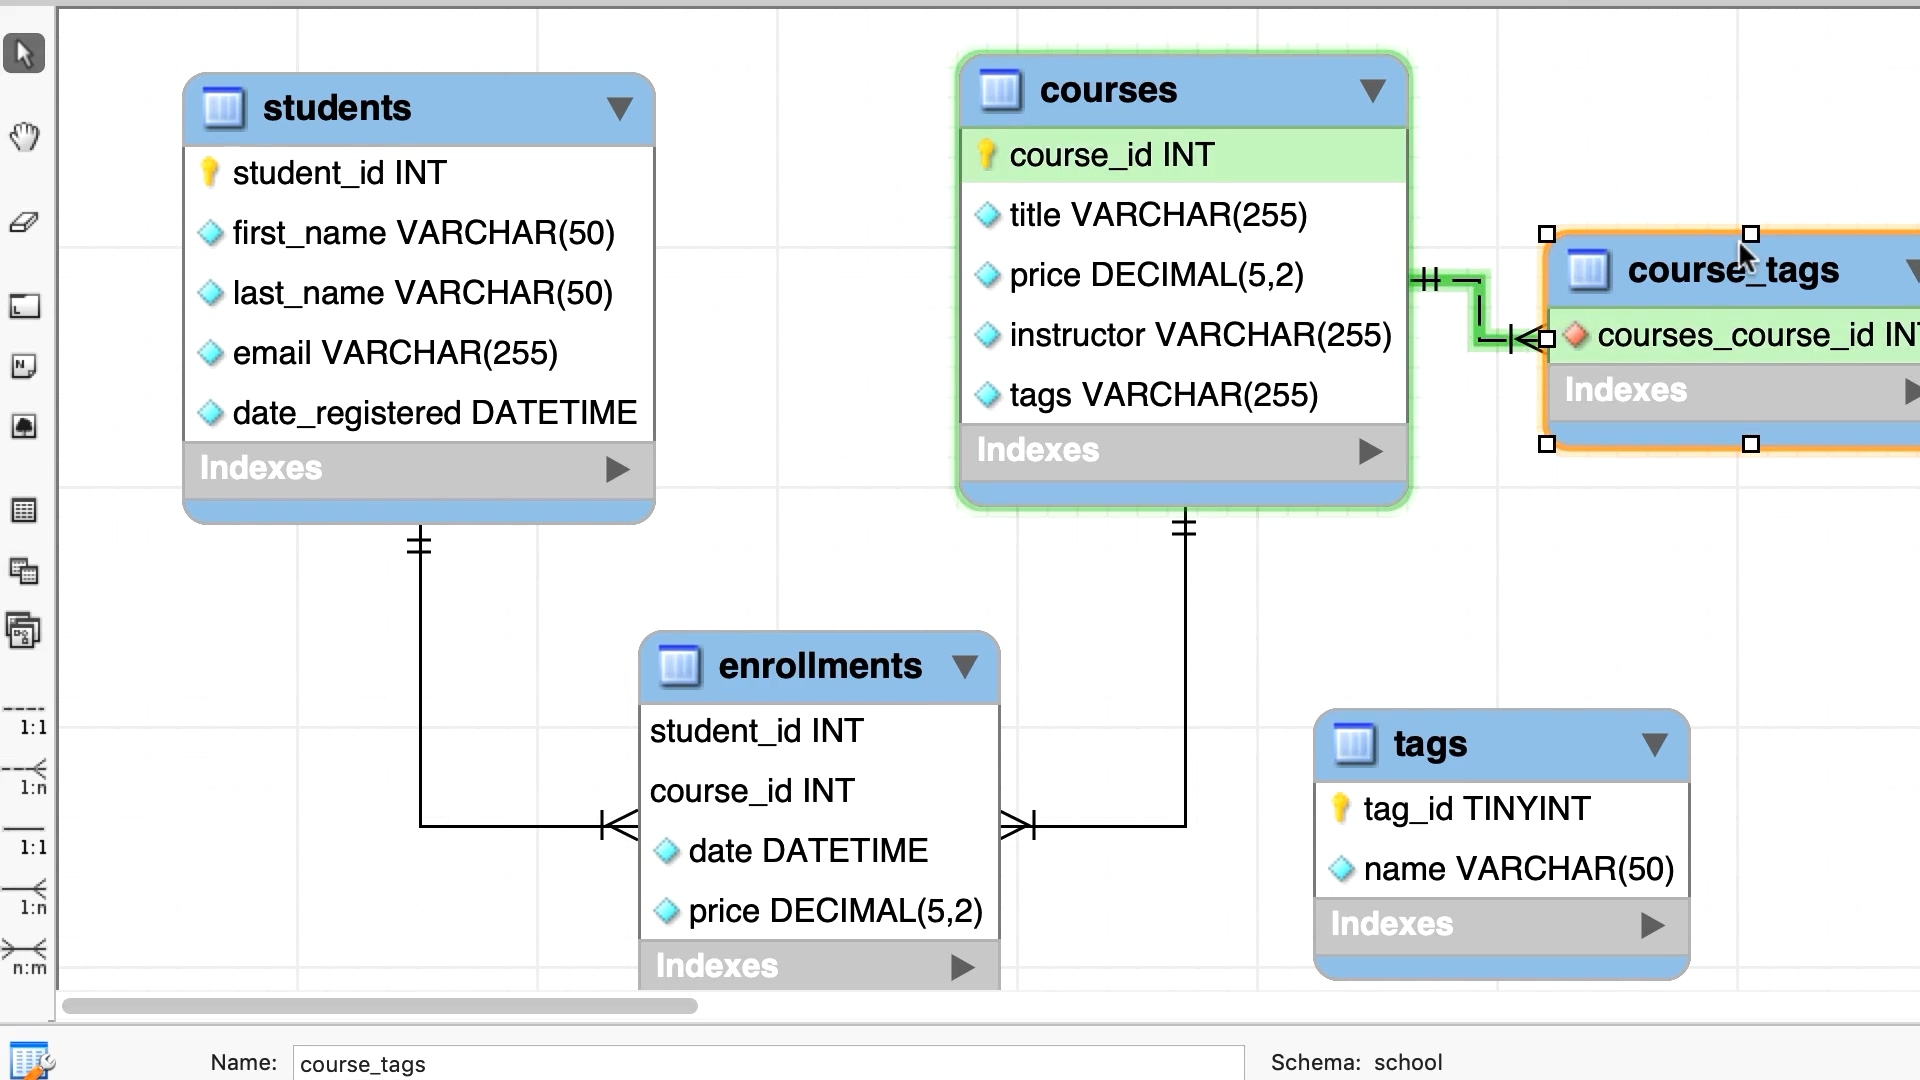 students
student_id INT
first_name VARCHAR(50)
last_name VARCHAR(50)
email VARCHAR(255)
date_registered DATETIME
Indexes
courses
course_id INT
title VARCHAR(255)
price DECIMAL(5,2)
instructor VARCHAR(255)
tags VARCHAR(255)
Indexes
course_tags
courses_course_id INT
Indexes
enrollments
student_id INT
course_id INT
date DATETIME
price DECIMAL(5,2)
Indexes
tags
tag_id TINYINT
name VARCHAR(50)
Indexes
N
1:1
1:n
1:1
1:n
n:m
Name: course_tags
Schema: school